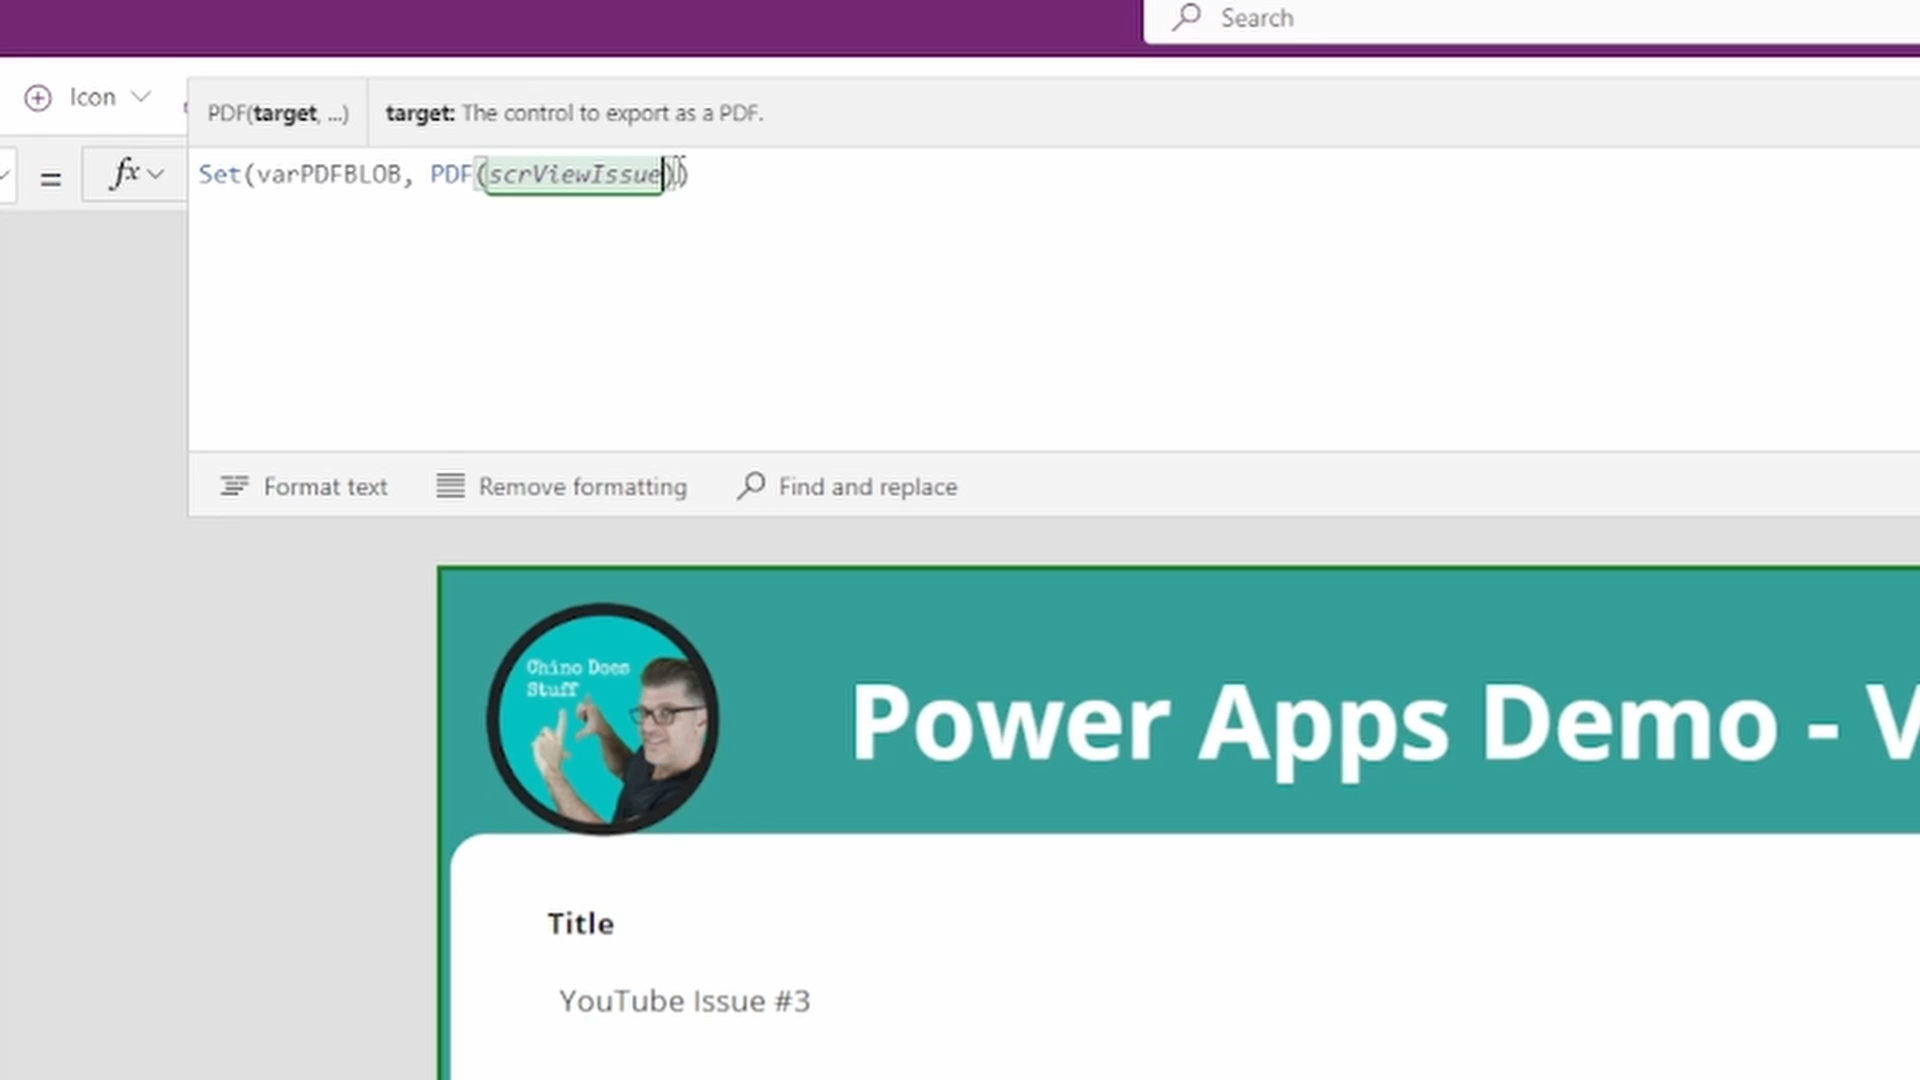 Search
Icon
PDF(target, ...)
target: The control to export as a PDF.
= fx
Set(varPDFBLOB, PDF(scrViewIssue))
Format text
Remove formatting
Find and replace
Chino Does
Stuff
Power Apps Demo - V
Title
YouTube Issue #3